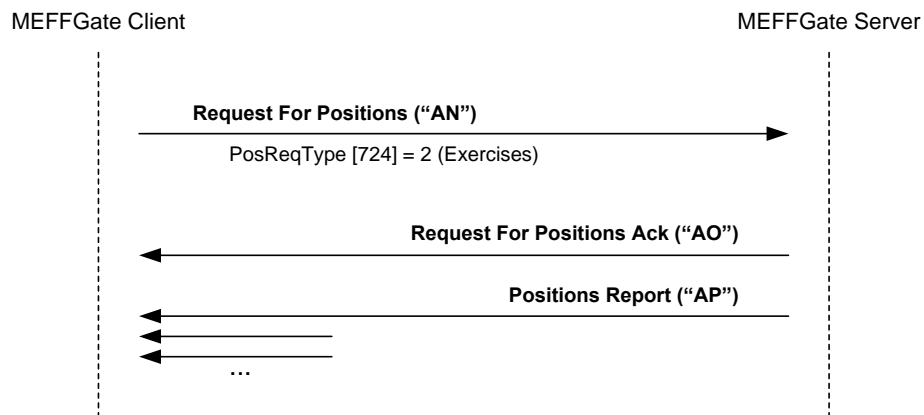 MEFFGate Client
MEFFGate Server
Request For Positions (“AN”)
PosReqType [724] = 2 (Exercises)
Request For Positions Ack (“AO”)
Positions Report (“AP”)
...